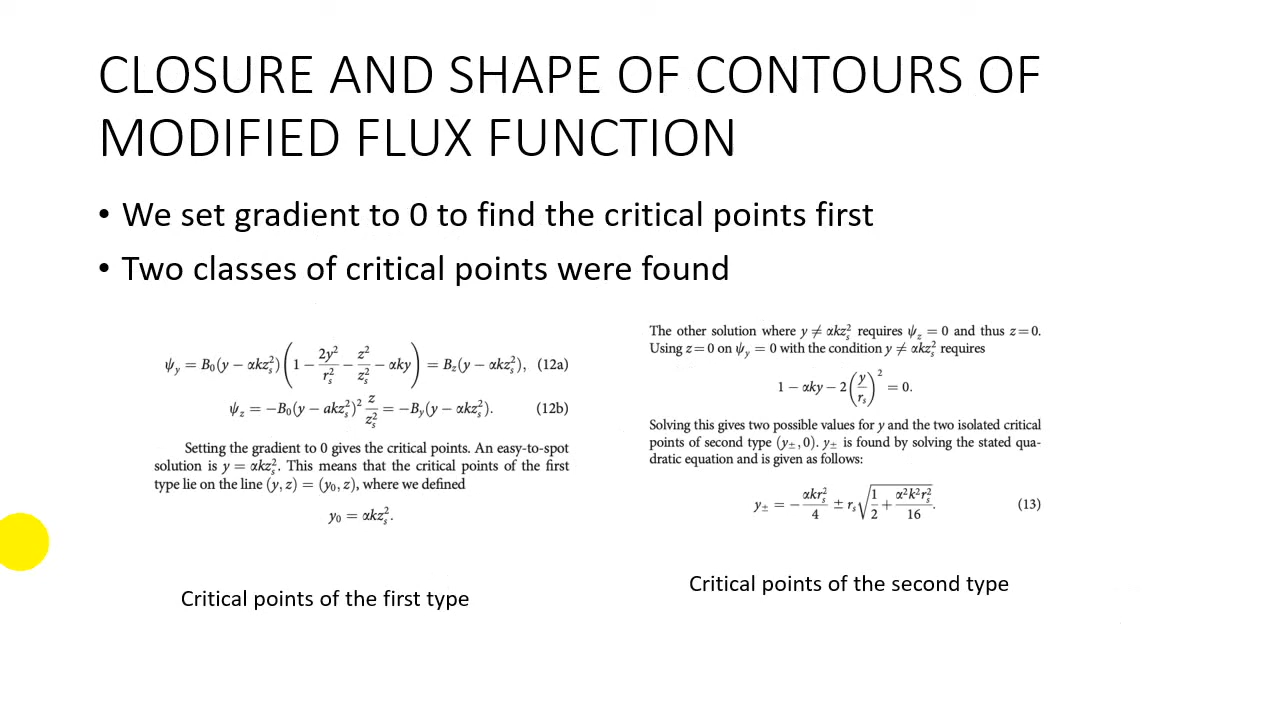 CLOSURE AND SHAPE OF CONTOURS OF
MODIFIED FLUX FUNCTION
• We set gradient to 0 to find the critical points first
• Two classes of critical points were found
ψ_y = B₀(y − αkz_s²)(1 − 2y²/r_s² − z²/z_s² − αky) = B_z(y − αkz_s²), (12a)
ψ_z = −B₀(y − akz_s²)² z/z_s² = −B_y(y − αkz_s²). (12b)
Setting the gradient to 0 gives the critical points. An easy-to-spot
solution is y = αkz_s². This means that the critical points of the first
type lie on the line (y, z) = (y₀, z), where we defined
y₀ = αkz_s².
Critical points of the first type
The other solution where y ≠ αkz_s² requires ψ_z = 0 and thus z = 0.
Using z = 0 on ψ_y = 0 with the condition y ≠ αkz_s² requires
1 − αky − 2(y/r_s)² = 0.
Solving this gives two possible values for y and the two isolated critical
points of second type (y±, 0). y± is found by solving the stated qua-
dratic equation and is given as follows:
y± = −αkr_s²/4 ± r_s√(1/2 + α²k²r_s²/16). (13)
Critical points of the second type